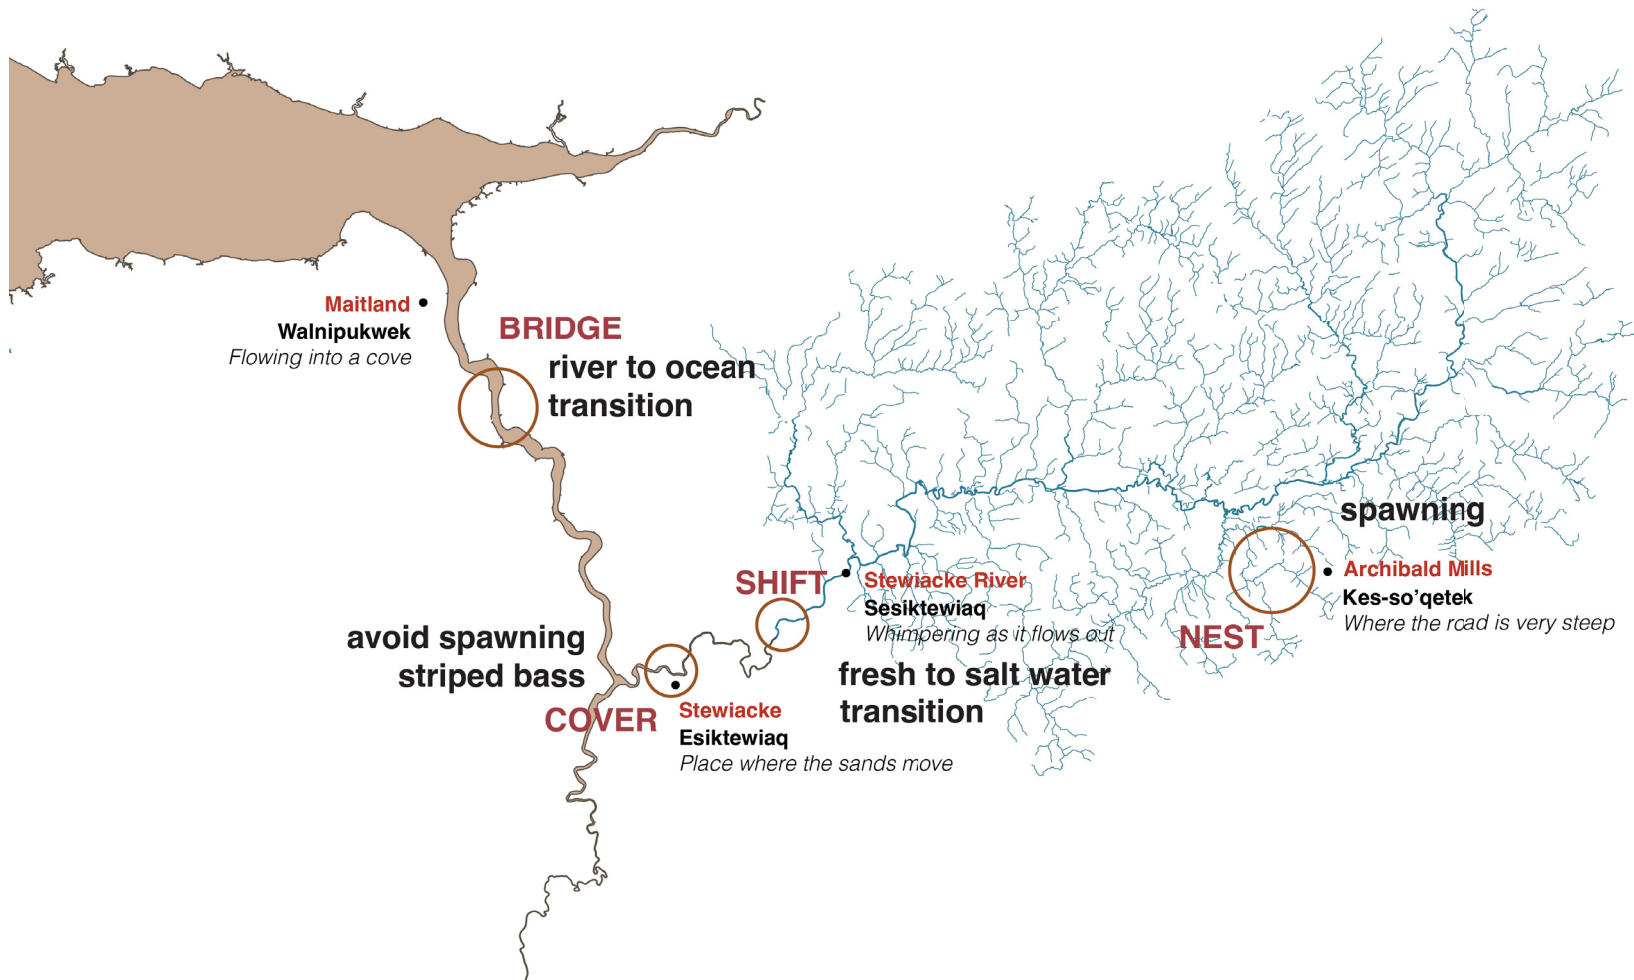 Maitland
Walnipukwek
Flowing into a cove
BRIDGE
river to ocean
transition
spawning
Archibald Mills
Kes-so’qetek
Where the road is very steep
NEST
SHIFT
Stewiacke River
Sesiktewiaq
Whimpering as it flows out
fresh to salt water
transition
avoid spawning
striped bass
COVER
Stewiacke
Esiktewiaq
Place where the sands move